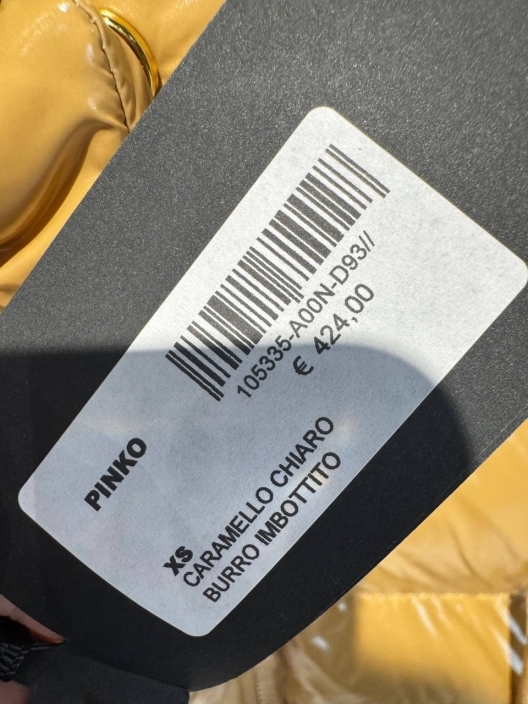 105335-A00N-D93//
€ 424,00
PINKO
XS
CARAMELLO CHIARO
BURRO IMBOTTITO